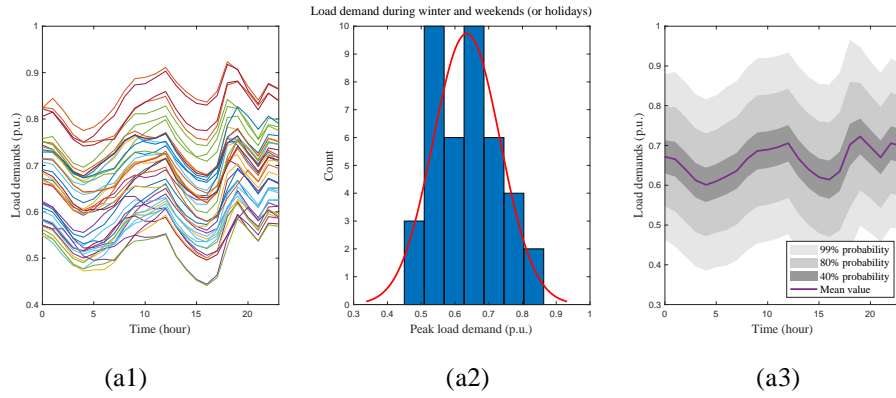 Load demand during winter and weekends (or holidays)
1
0.9
0.8
0.7
0.6
0.5
0.4
Load demands (p.u.)
0 5 10 15 20
Time (hour)
(a1)
10
9
8
7
6
5
4
3
2
1
0
Count
0.3 0.4 0.5 0.6 0.7 0.8 0.9 1
Peak load demand (p.u.)
(a2)
1
0.9
0.8
0.7
0.6
0.5
0.4
0.3
Load demands (p.u.)
99% probability
80% probability
40% probability
Mean value
0 5 10 15 20
Time (hour)
(a3)